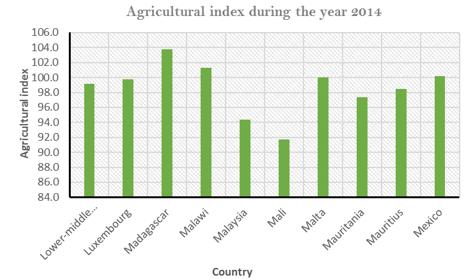 Agricultural index during the year 2014
Agricultural index
106.0
104.0
102.0
100.0
98.0
96.0
94.0
92.0
90.0
88.0
86.0
84.0
Lower-middle...
Luxembourg
Madagascar
Malawi
Malaysia
Mali
Malta
Mauritania
Mauritius
Mexico
Country